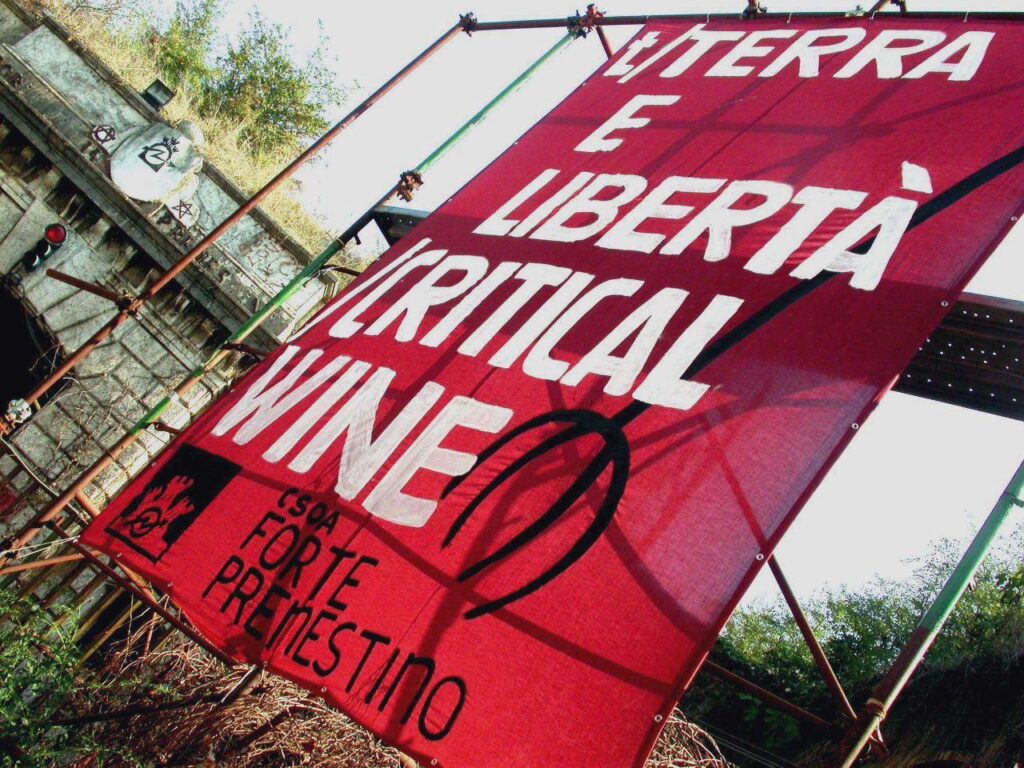 t/TERRA
E
LIBERTÀ
/CRITICAL
WINE
CSOA
FORTE
PRENESTINO